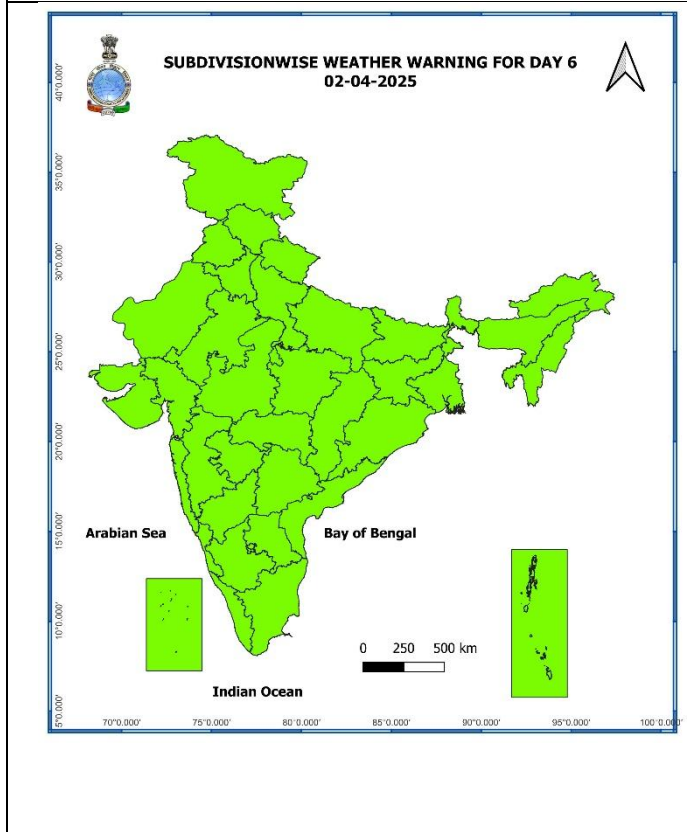 SUBDIVISIONWISE WEATHER WARNING FOR DAY 6
02-04-2025
40°0.000'
35°0.000'
30°0.000'
25°0.000'
20°0.000'
15°0.000'
10°0.000'
5°0.000'
Arabian Sea
Bay of Bengal
0 250 500 km
Indian Ocean
70°0.000' 75°0.000' 80°0.000' 85°0.000' 90°0.000' 95°0.000' 100°0.000'